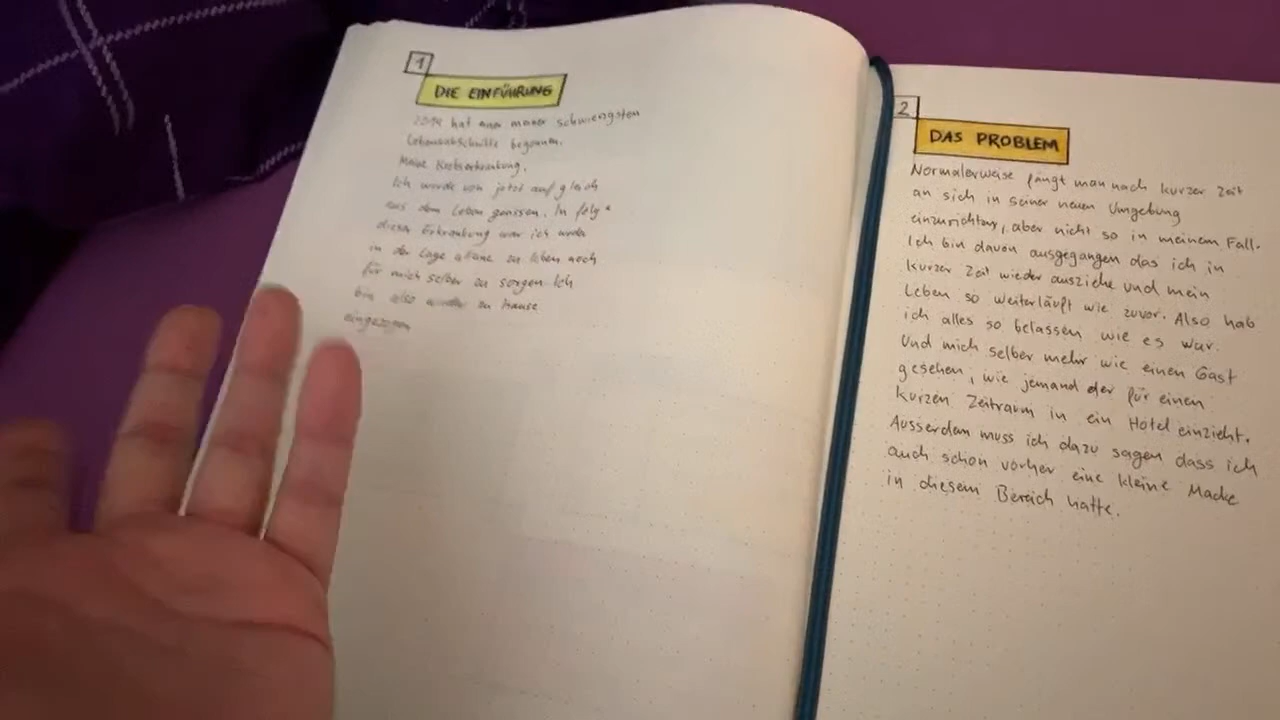 1
DIE EINFÜHRUNG
hat einer meiner schwierigsten
Lebensabschnitte begonnen.
Meine Krebserkrankung.
Ich wurde von jetzt auf gleich
aus dem Leben gerissen. In folge
dieser Erkrankung war ich weder
in der Lage alleine zu leben noch
für mich selber zu sorgen. Ich
bin also wieder zu hause
eingezogen
2
DAS PROBLEM
Normalerweise fängt man nach kurzer Zeit
an sich in seiner neuen Umgebung
einzurichten, aber nicht so in meinem Fall.
Ich bin davon ausgegangen das ich in
kurzer Zeit wieder ausziehe und mein
Leben so weiterläuft wie zuvor. Also hab
ich alles so belassen wie es war.
Und mich selber mehr wie einen Gast
gesehen, wie jemand der für einen
kurzen Zeitraum in ein Hotel einzieht.
Ausserdem muss ich dazu sagen dass ich
auch schon vorher eine kleine Macke
in diesem Bereich hatte.